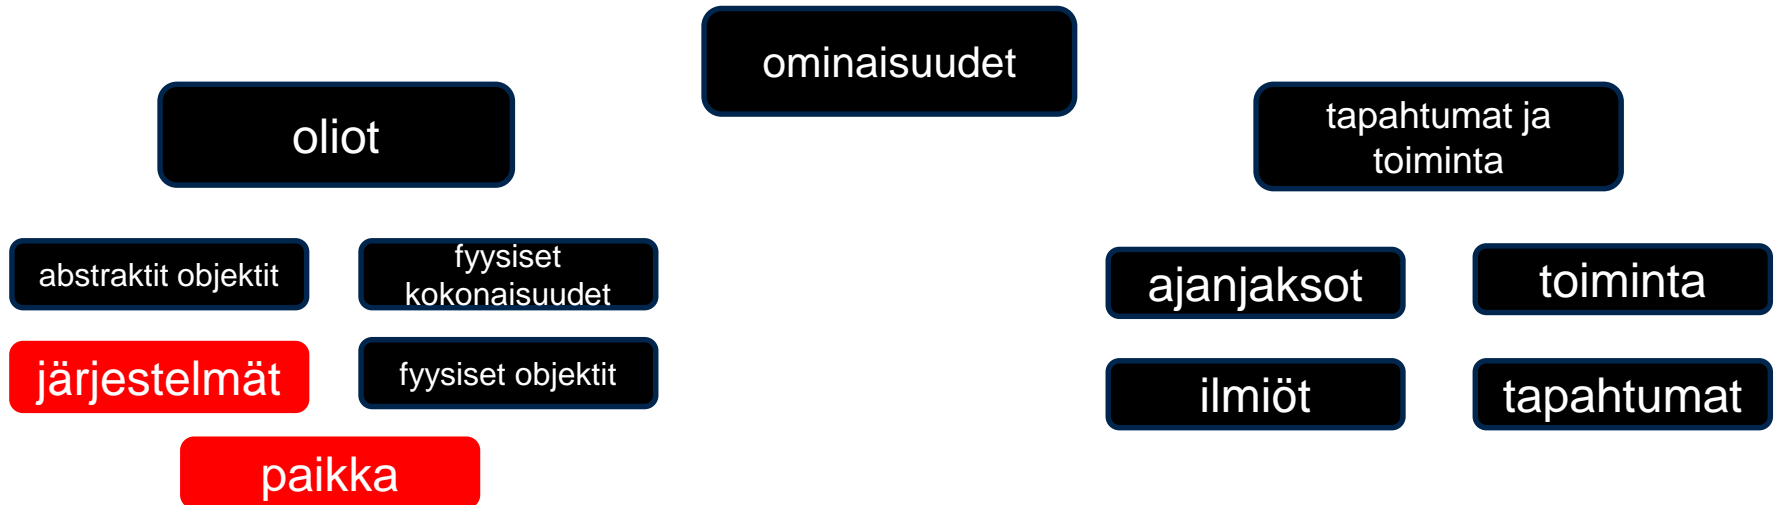 ominaisuudet
oliot
tapahtumat ja
toiminta
abstraktit objektit
fyysiset
kokonaisuudet
ajanjaksot
toiminta
järjestelmät
fyysiset objektit
ilmiöt
tapahtumat
paikka